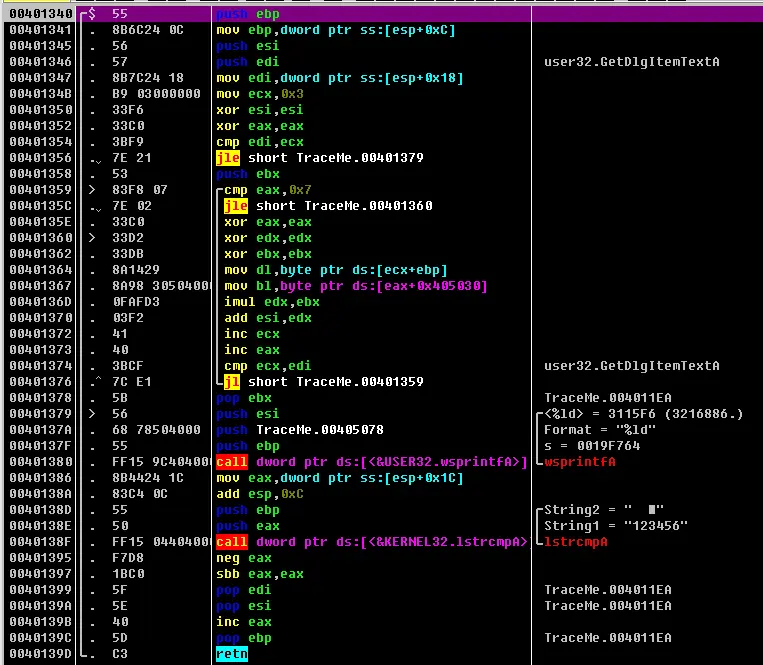 00401340 $ 55 push ebp
00401341 . 8B6C24 0C mov ebp,dword ptr ss:[esp+0xC]
00401345 . 56 push esi
00401346 . 57 push edi user32.GetDlgItemTextA
00401347 . 8B7C24 18 mov edi,dword ptr ss:[esp+0x18]
0040134B . B9 03000000 mov ecx,0x3
00401350 . 33F6 xor esi,esi
00401352 . 33C0 xor eax,eax
00401354 . 3BF9 cmp edi,ecx
00401356 . 7E 21 jle short TraceMe.00401379
00401358 . 53 push ebx
00401359 > 83F8 07 cmp eax,0x7
0040135C . 7E 02 jle short TraceMe.00401360
0040135E . 33C0 xor eax,eax
00401360 > 33D2 xor edx,edx
00401362 . 33DB xor ebx,ebx
00401364 . 8A1429 mov dl,byte ptr ds:[ecx+ebp]
00401367 . 8A98 30504000 mov bl,byte ptr ds:[eax+0x405030]
0040136D . 0FAFD3 imul edx,ebx
00401370 . 03F2 add esi,edx
00401372 . 41 inc ecx
00401373 . 40 inc eax
00401374 . 3BCF cmp ecx,edi user32.GetDlgItemTextA
00401376 .^ 7C E1 jl short TraceMe.00401359
00401378 . 5B pop ebx TraceMe.004011EA
00401379 > 56 push esi <%ld> = 3115F6 (3216886.)
0040137A . 68 78504000 push TraceMe.00405078 Format = "%ld"
0040137F . 55 push ebp s = 0019F764
00401380 . FF15 9C40400 call dword ptr ds:[<&USER32.wsprintfA>] wsprintfA
00401386 . 8B4424 1C mov eax,dword ptr ss:[esp+0x1C]
0040138A . 83C4 0C add esp,0xC
0040138D . 55 push ebp String2 = " "
0040138E . 50 push eax String1 = "123456"
0040138F . FF15 0440400 call dword ptr ds:[<&KERNEL32.lstrcmpA> lstrcmpA
00401395 . F7D8 neg eax
00401397 . 1BC0 sbb eax,eax
00401399 . 5F pop edi TraceMe.004011EA
0040139A . 5E pop esi TraceMe.004011EA
0040139B . 40 inc eax
0040139C . 5D pop ebp TraceMe.004011EA
0040139D . C3 retn